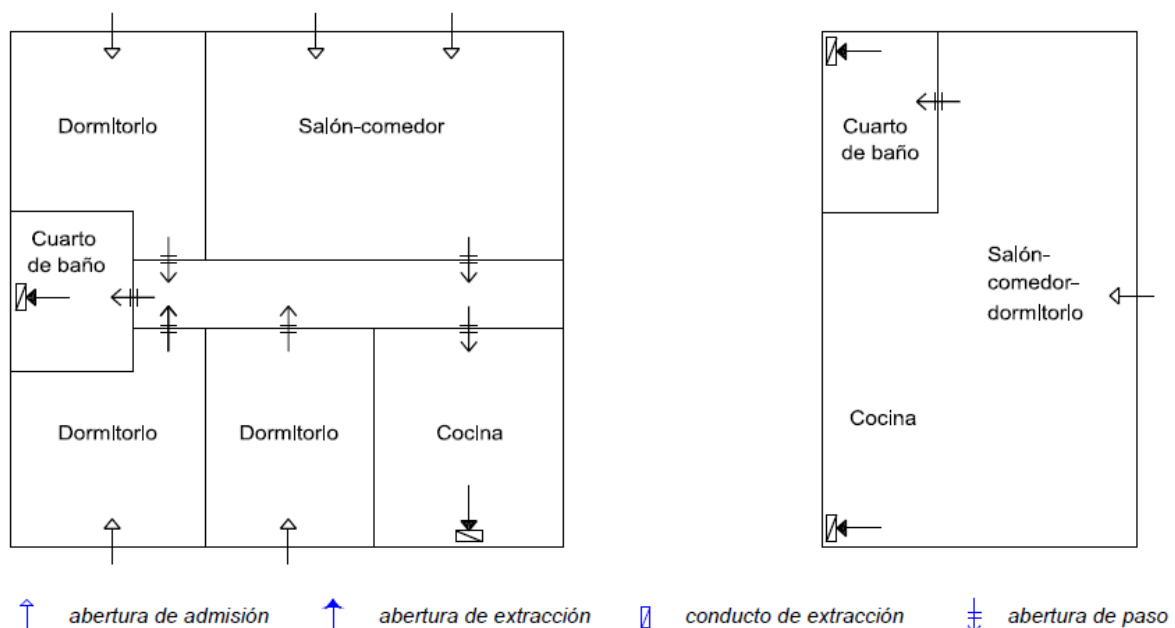 Dormitorio
Salón-comedor
Cuarto
de baño
Cuarto
de baño
Salón-
comedor-
dormitorio
Dormitorio
Dormitorio
Cocina
Cocina
abertura de admisión
abertura de extracción
conducto de extracción
abertura de paso